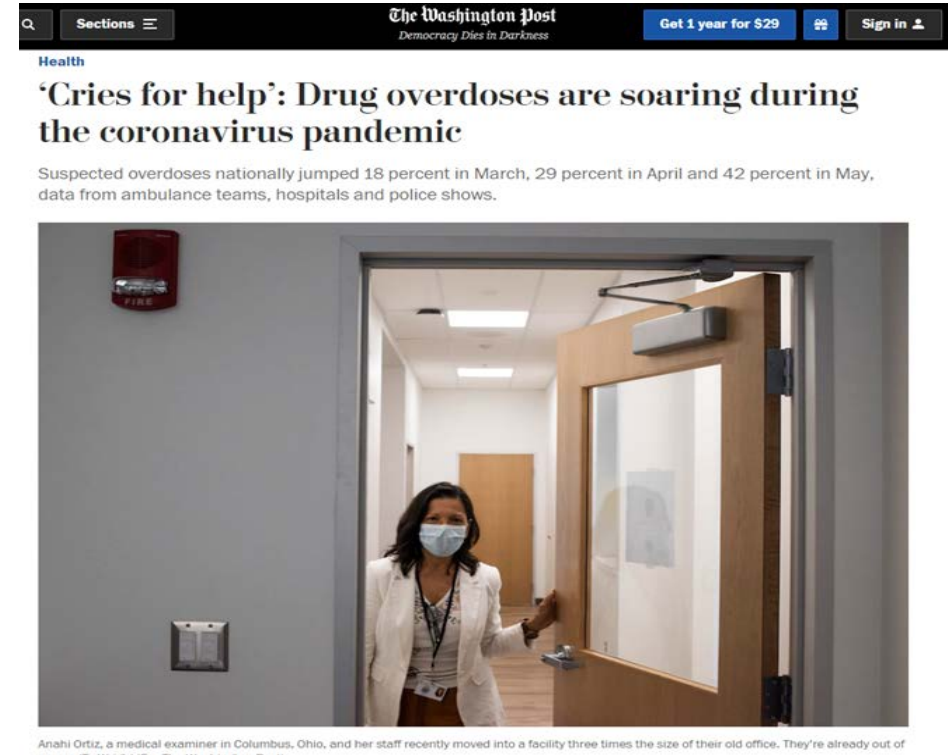 Sections
The Washington Post
Democracy Dies in Darkness
Get 1 year for $29
Sign in
Health
‘Cries for help’: Drug overdoses are soaring during
the coronavirus pandemic
Suspected overdoses nationally jumped 18 percent in March, 29 percent in April and 42 percent in May,
data from ambulance teams, hospitals and police shows.
FIRE
Anahi Ortiz, a medical examiner in Columbus, Ohio, and her staff recently moved into a facility three times the size of their old office. They're already out of